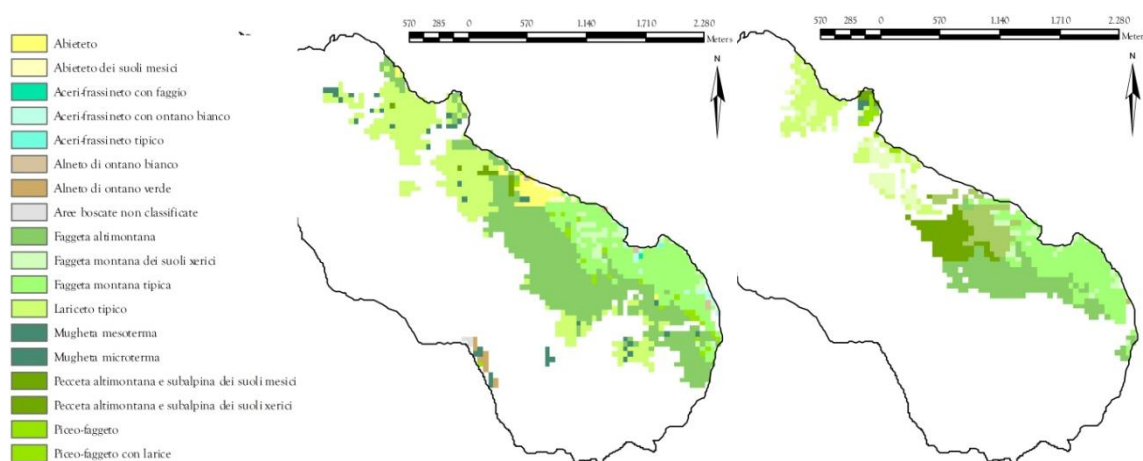 570 285 0 570 1.140 1.710 2.280
Meters
N
570 285 0 570 1.140 1.710 2.280
Meters
N
Abieteto
Abieteto dei suoli mesici
Aceri-frassineto con faggio
Aceri-frassineto con ontano bianco
Aceri-frassineto tipico
Alneto di ontano bianco
Alneto di ontano verde
Aree boscate non classificate
Faggeta altimontana
Faggeta montana dei suoli xerici
Faggeta montana tipica
Lariceto tipico
Mugheta mesoterma
Mugheta microterma
Pecceta altimontana e subalpina dei suoli mesici
Pecceta altimontana e subalpina dei suoli xerici
Piceo-faggeto
Piceo-faggeto con larice